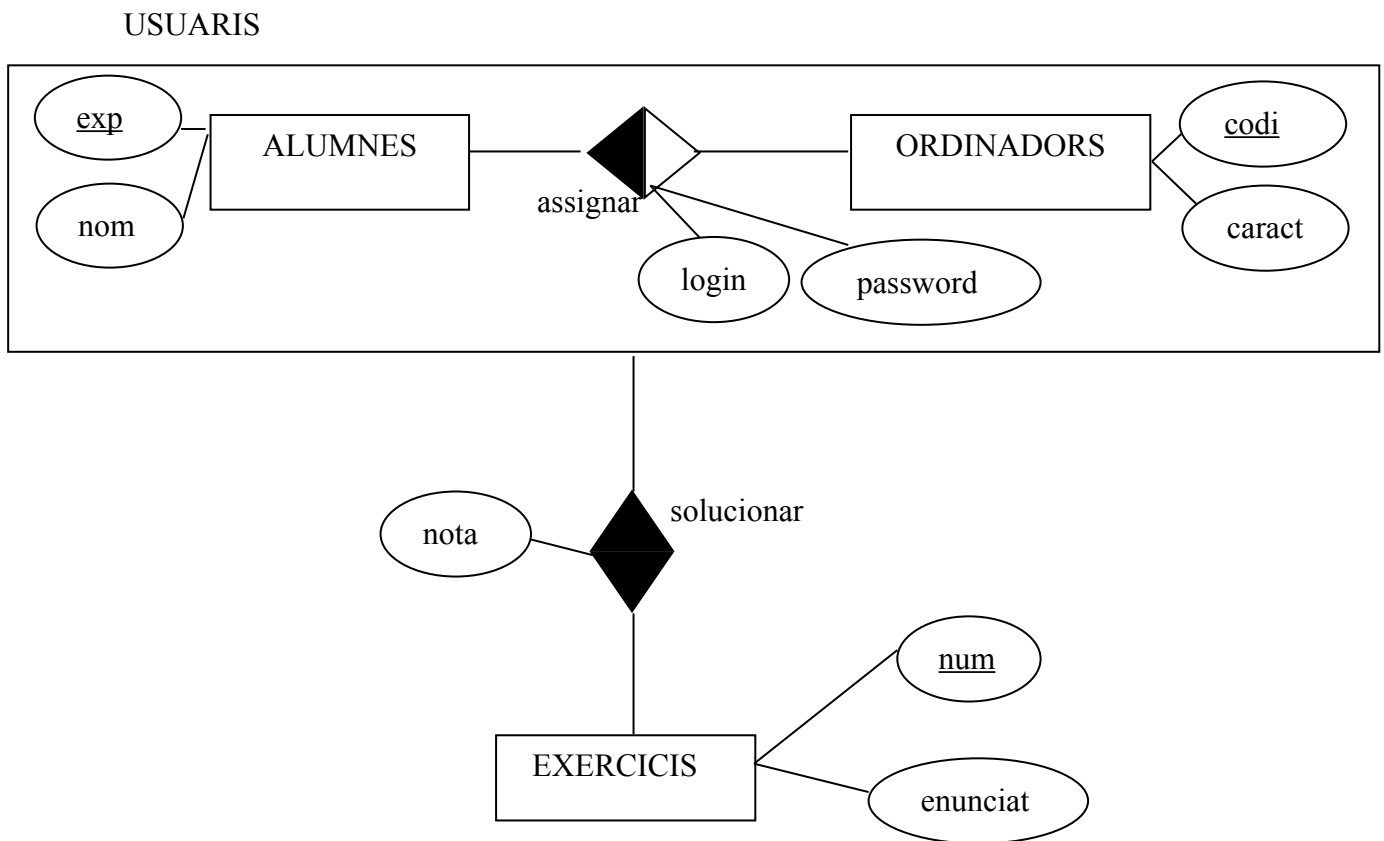 USUARIS
exp
ALUMNES
ORDINADORS
codi
assignar
nom
caract
login
password
solucionar
nota
num
EXERCICIS
enunciat